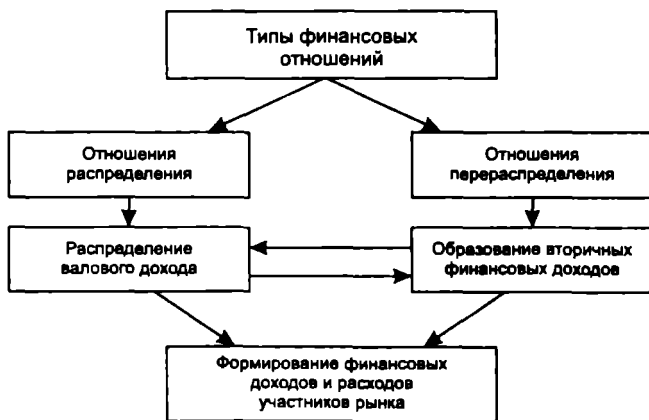 Типы финансовых
отношений
Отношения
распределения
Отношения
перераспределения
Распределение
валового дохода
Образование вторичных
финансовых доходов
Формирование финансовых
доходов и расходов
участников рынка